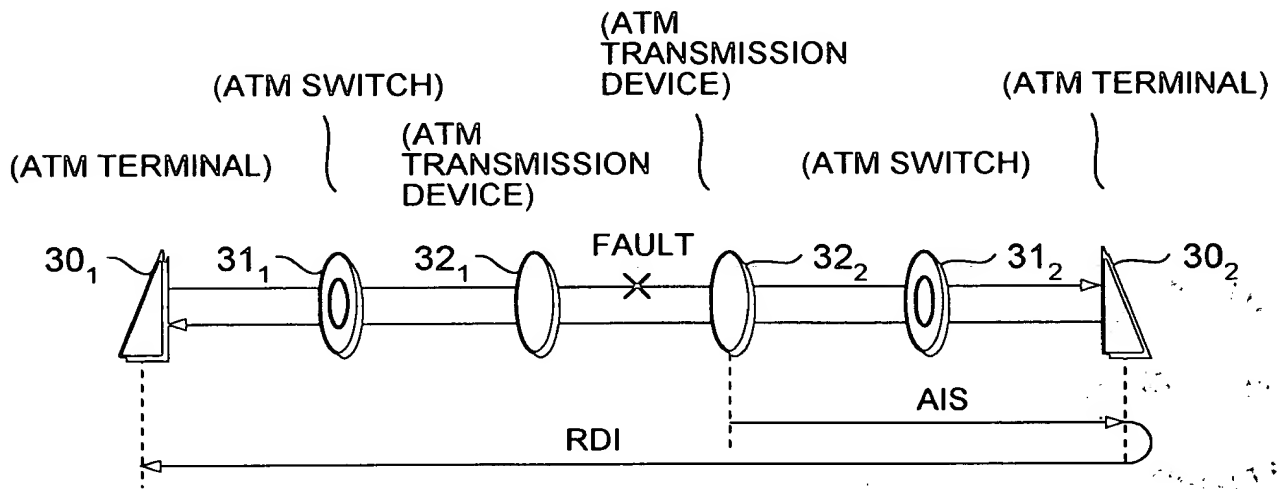 (ATM
TRANSMISSION
DEVICE)
(ATM SWITCH)
(ATM TERMINAL)
(ATM
TRANSMISSION
DEVICE)
(ATM TERMINAL)
(ATM SWITCH)
FAULT
30₁
31₁
32₁
32₂
31₂
30₂
AIS
RDI